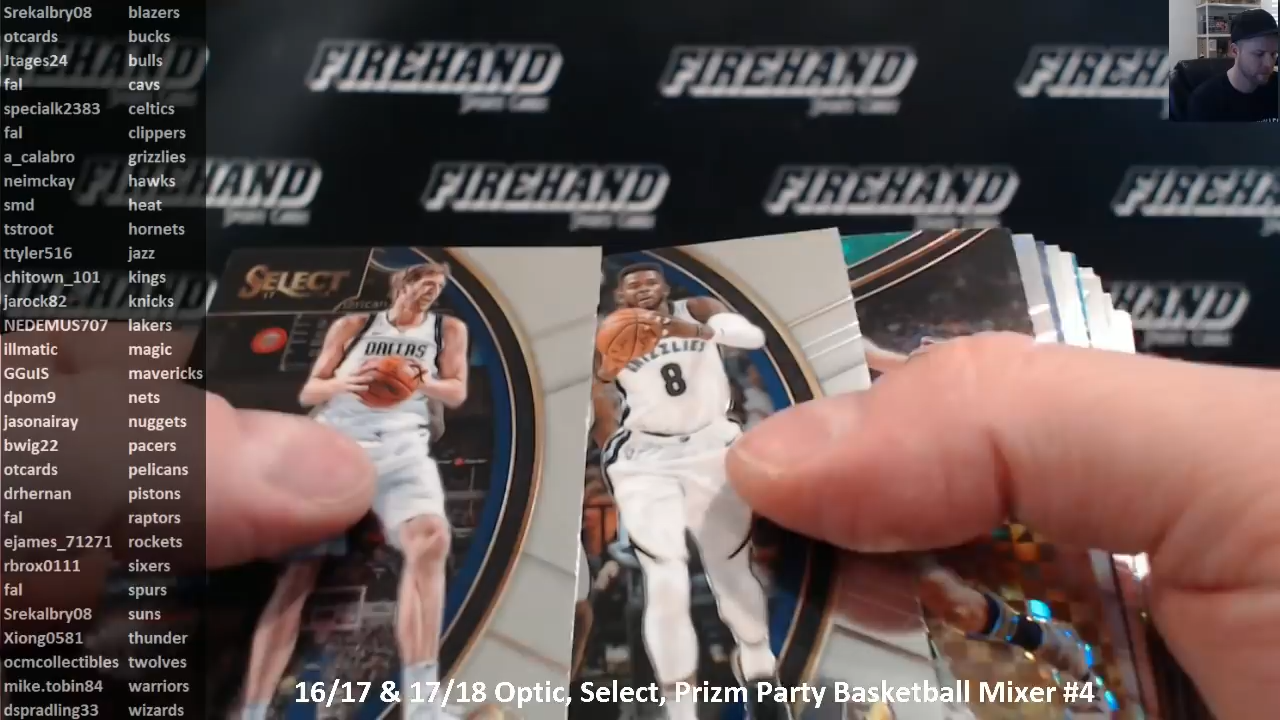 Srekalbry08 blazers
otcards bucks
Jtages24 bulls
fal cavs
specialk2383 celtics
fal clippers
a_calabro grizzlies
neimckay hawks
smd heat
tstroot hornets
ttyler516 jazz
chitown_101 kings
jarock82 knicks
NEDEMUS707 lakers
illmatic magic
GGuIS mavericks
dpom9 nets
jasonairay nuggets
bwig22 pacers
otcards pelicans
drhernan pistons
fal raptors
ejames_71271 rockets
rbrox0111 sixers
fal spurs
Srekalbry08 suns
Xiong0581 thunder
ocmcollectibles twolves
mike.tobin84 warriors
dspradling33 wizards
FIREHAND FIREHAND FIREH
HAND FIREHAND FIREHAND FIREHAN
SELECT
DALLAS
GRIZZLIES
8
HAND
16/17 & 17/18 Optic, Select, Prizm Party Basketball Mixer #4